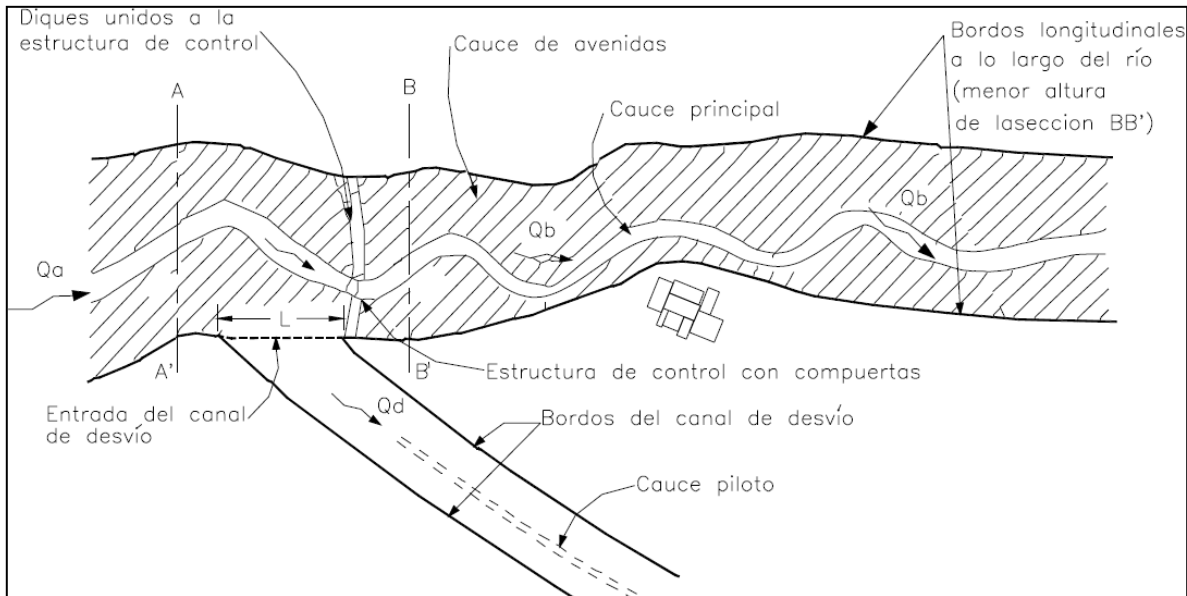 Diques unidos a la
estructura de control
Cauce de avenidas
Bordos longitudinales
a lo largo del río
(menor altura
de laseccion BB')
A
B
Cauce principal
Qb
Qb
Qa
L
A'
B'
Estructura de control con compuertas
Entrada del canal
de desvío
Qd
Bordos del canal de desvío
Cauce piloto